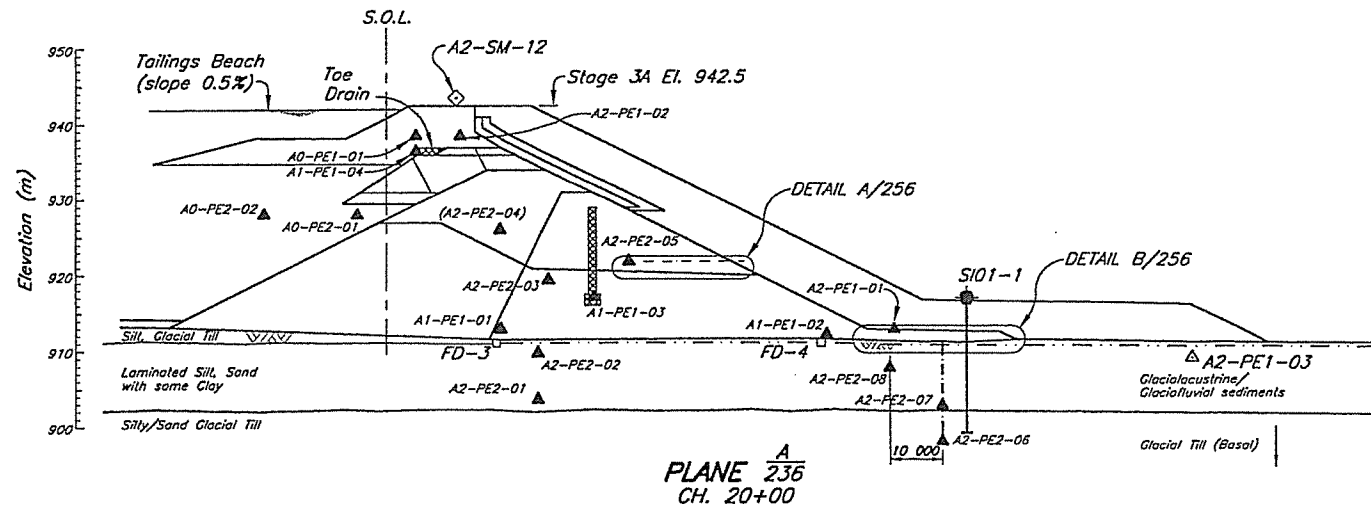 S.O.L.
A2-SM-12
950
Tailings Beach
(slope 0.5%)
Toe
Drain
Stage 3A El. 942.5
A2-PE1-02
940
A0-PE1-01
A1-PE1-04
Elevation (m)
930
DETAIL A/256
A0-PE2-02
A0-PE2-01
(A2-PE2-04)
A2-PE2-05
920
DETAIL B/256
SI01-1
A2-PE2-03
A2-PE1-01
A1-PE1-03
A1-PE1-01
A1-PE1-02
Silt, Glacial Till
910
FD-3
FD-4
A2-PE1-03
A2-PE2-02
Laminated Silt, Sand
with some Clay
A2-PE2-08
Glacialacustrine/
Glaciofluvial sediments
A2-PE2-01
A2-PE2-07
900
Silty/Sand Glacial Till
A2-PE2-06
Glacial Till (Basal)
10 000
PLANE A
236
CH. 20+00